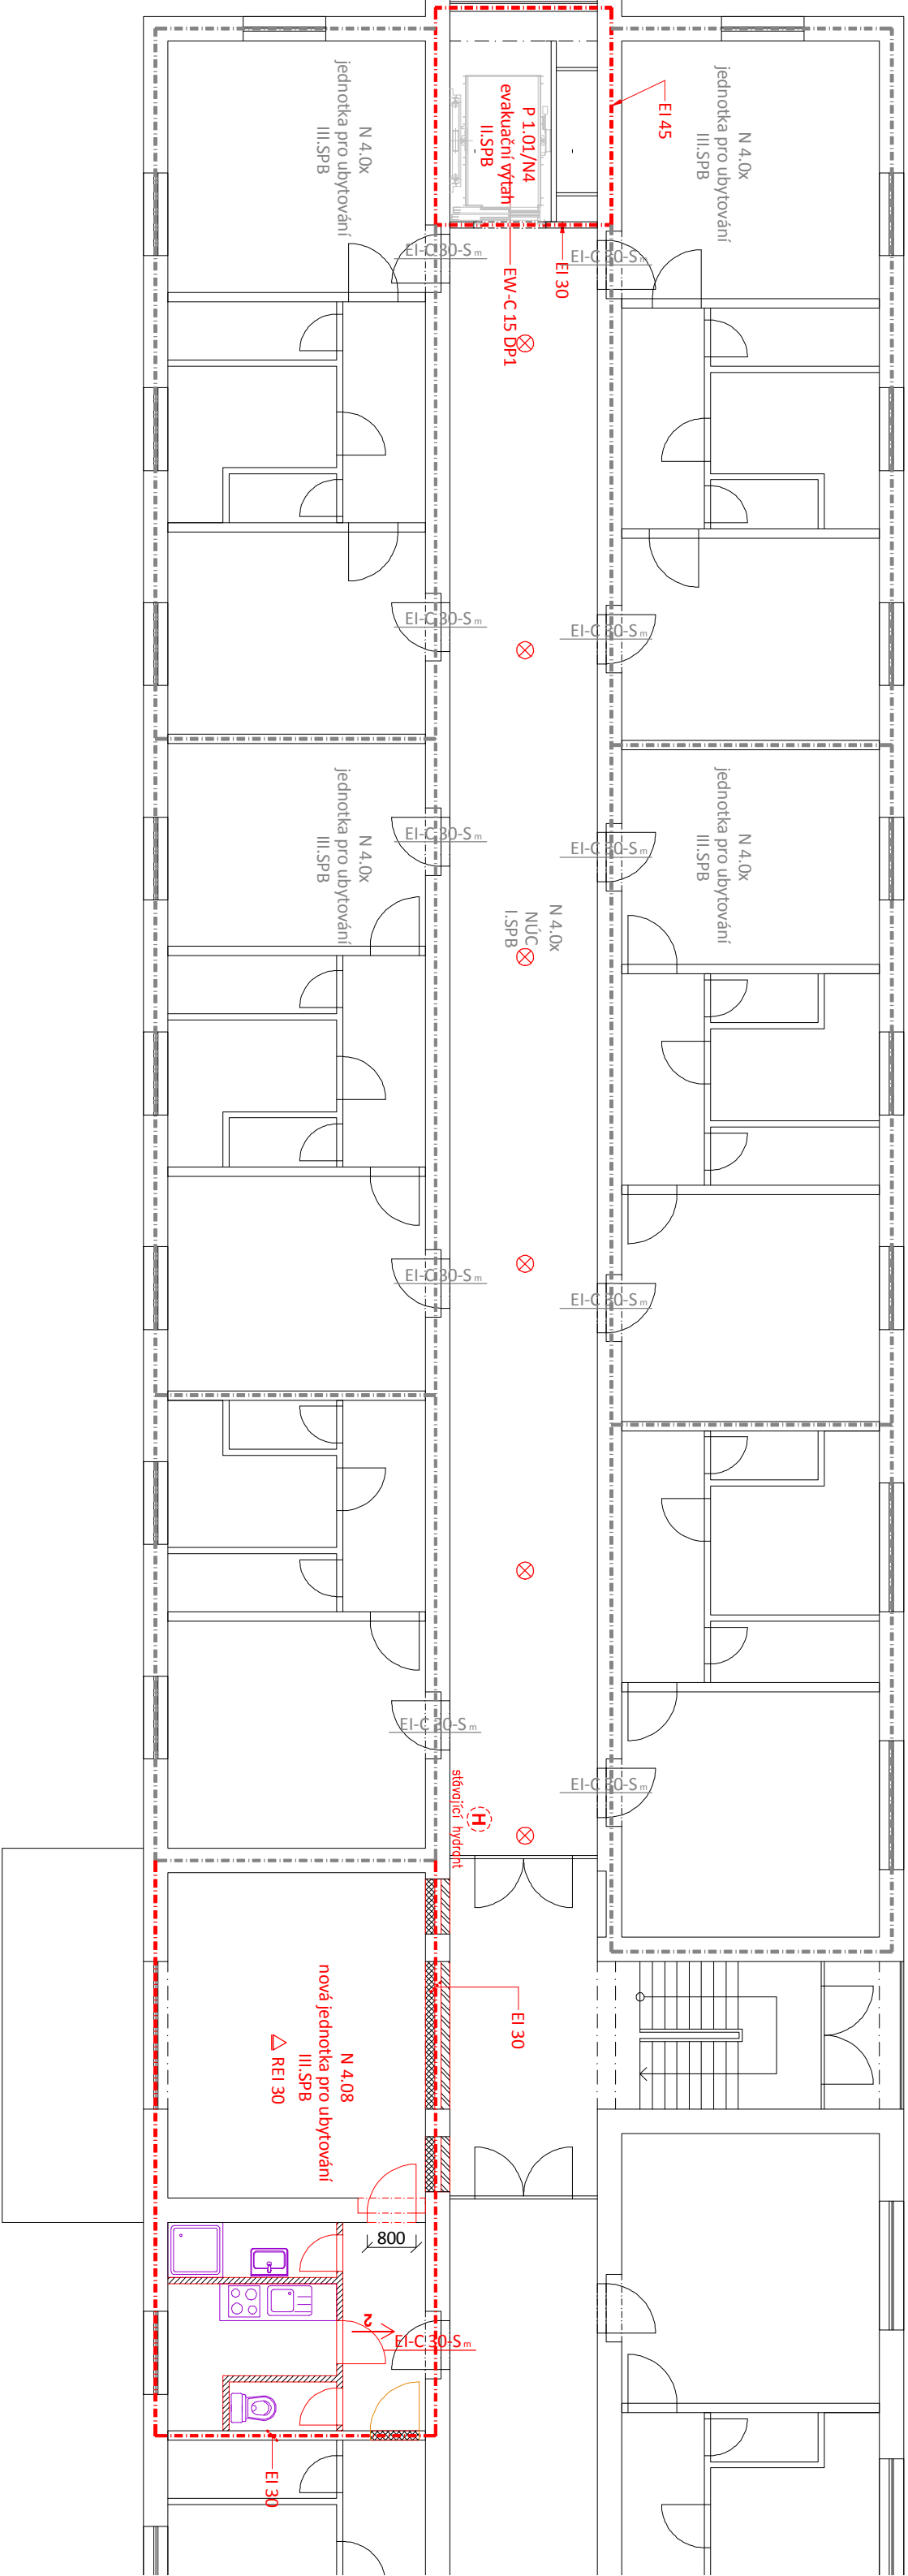 N 4.0x
jednotka pro ubytování
III.SPB
P 1.01/N4
evakuační výtah
II.SPB
EI 45
N 4.0x
jednotka pro ubytování
III.SPB
EI-C 30-Sm
EI 30
EI-C 30-Sm
EW-C 15 DP1
EI-C 30-Sm
EI-C 30-Sm
N 4.0x
jednotka pro ubytování
III.SPB
N 4.0x
jednotka pro ubytování
III.SPB
EI-C 30-Sm
EI-C 30-Sm
N 4.0x
NÚC
I.SPB
EI-C 30-Sm
EI-C 30-Sm
EI-C 30-Sm
EI-C 30-Sm
stávající hydrant
H
EI 30
N 4.08
nová jednotka pro ubytování
III.SPB
REI 30
800
2
EI-C 30-Sm
EI 30